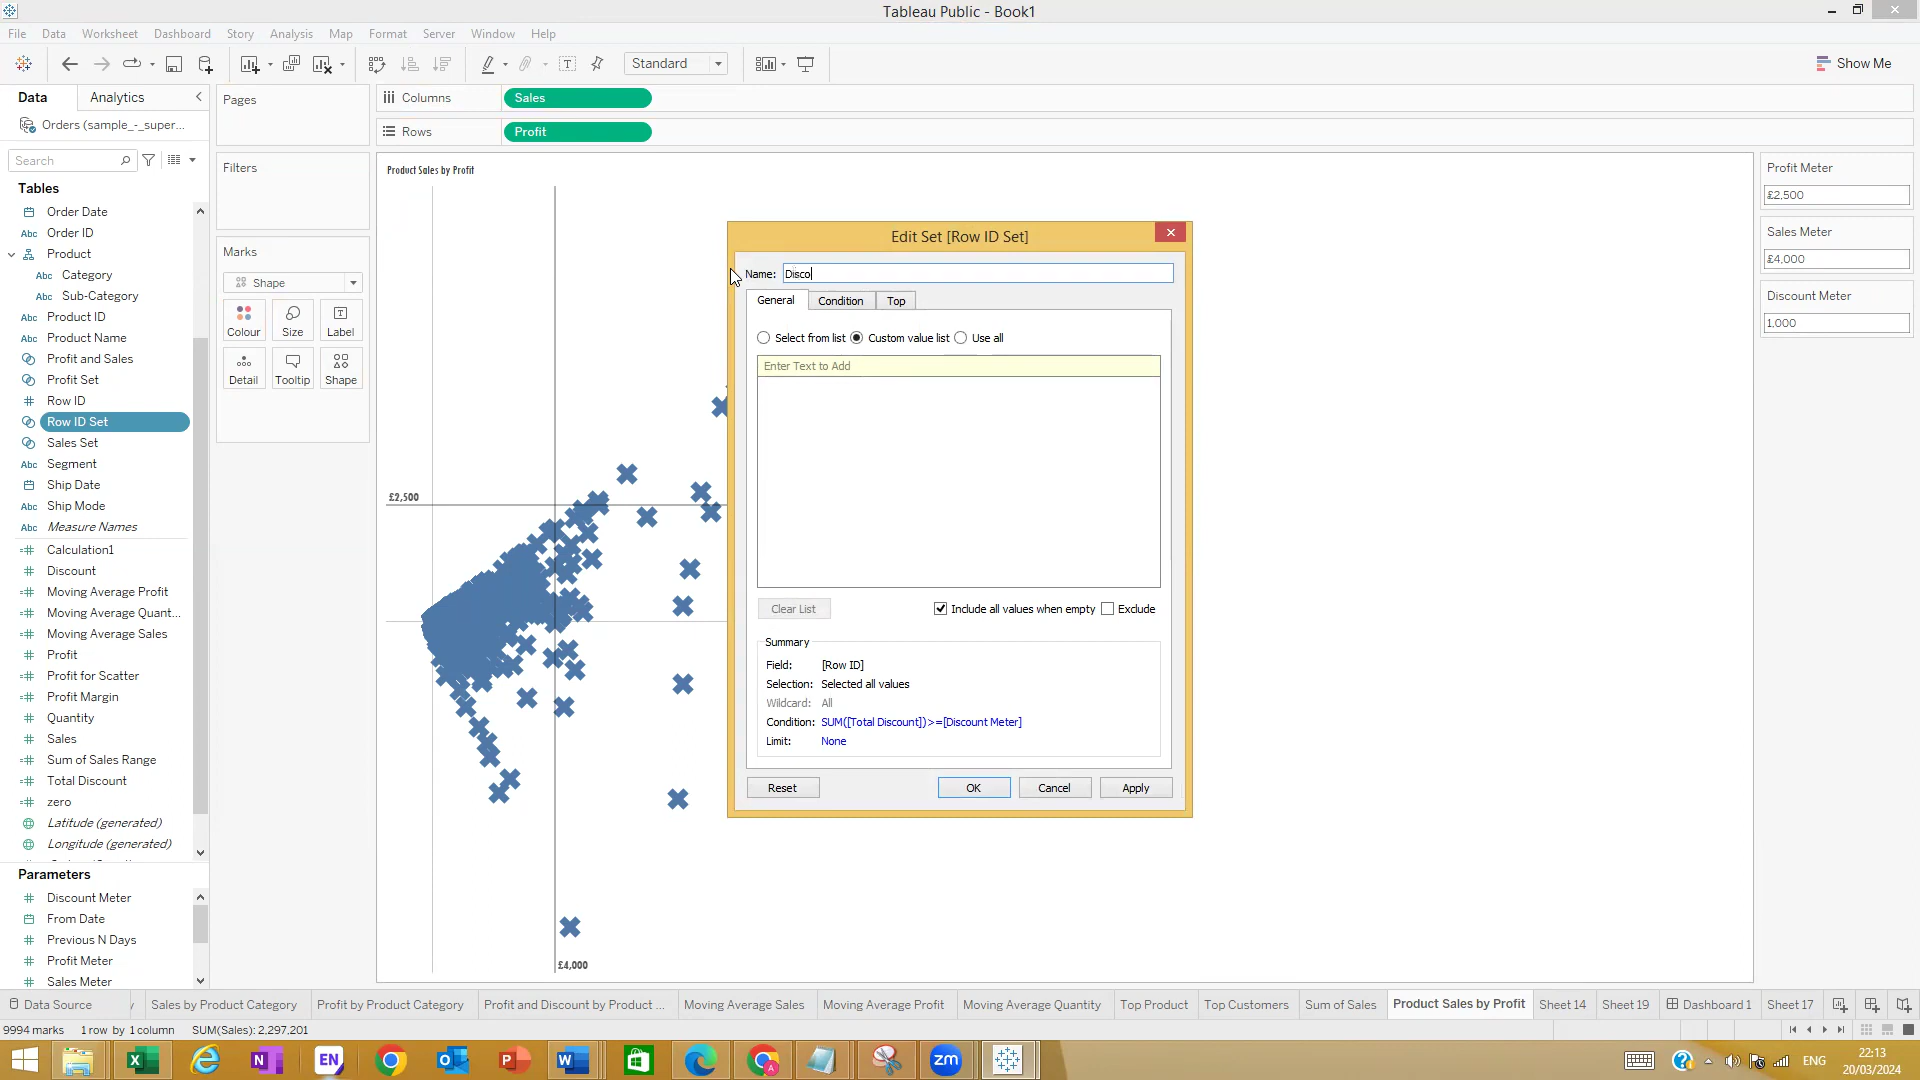 Tableau Public - Book1
File Data Worksheet Dashboard Story Analysis Map Format Server Window Help
Standard
Show Me
Data Analytics
Orders (sample_-_super...
Search
Tables
Order Date
Order ID
Product
Category
Sub-Category
Product ID
Product Name
Profit and Sales
Profit Set
Row ID
Row ID Set
Sales Set
Segment
Ship Date
Ship Mode
Measure Names
Calculation1
Discount
Moving Average Profit
Moving Average Quant...
Moving Average Sales
Profit
Profit for Scatter
Profit Margin
Quantity
Sales
Sum of Sales Range
Total Discount
zero
Latitude (generated)
Longitude (generated)
Parameters
Discount Meter
From Date
Previous N Days
Profit Meter
Sales Meter
Pages
Filters
Marks
Shape
Colour Size Label
Detail Tooltip Shape
Columns Sales
Rows Profit
Product Sales by Profit
£2,500
£4,000
Edit Set [Row ID Set]
Name: Disco
General Condition Top
Select from list Custom value list Use all
Enter Text to Add
Clear List
Include all values when empty Exclude
Summary
Field: [Row ID]
Selection: Selected all values
Wildcard: All
Condition: SUM([Total Discount])>=[Discount Meter]
Limit: None
Reset OK Cancel Apply
Profit Meter
£2,500
Sales Meter
£4,000
Discount Meter
1,000
Data Source Sales by Product Category Profit by Product Category Profit and Discount by Product ... Moving Average Sales Moving Average Profit Moving Average Quantity Top Product Top Customers Sum of Sales Product Sales by Profit Sheet 14 Sheet 19 Dashboard 1 Sheet 17
9994 marks 1 row by 1 column SUM(Sales): 2,297,201
ENG
22:13
20/03/2024